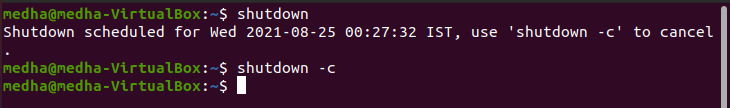 medha@medha-VirtualBox:~$ shutdown
Shutdown scheduled for Wed 2021-08-25 00:27:32 IST, use 'shutdown -c' to cancel
.
medha@medha-VirtualBox:~$ shutdown -c
medha@medha-VirtualBox:~$